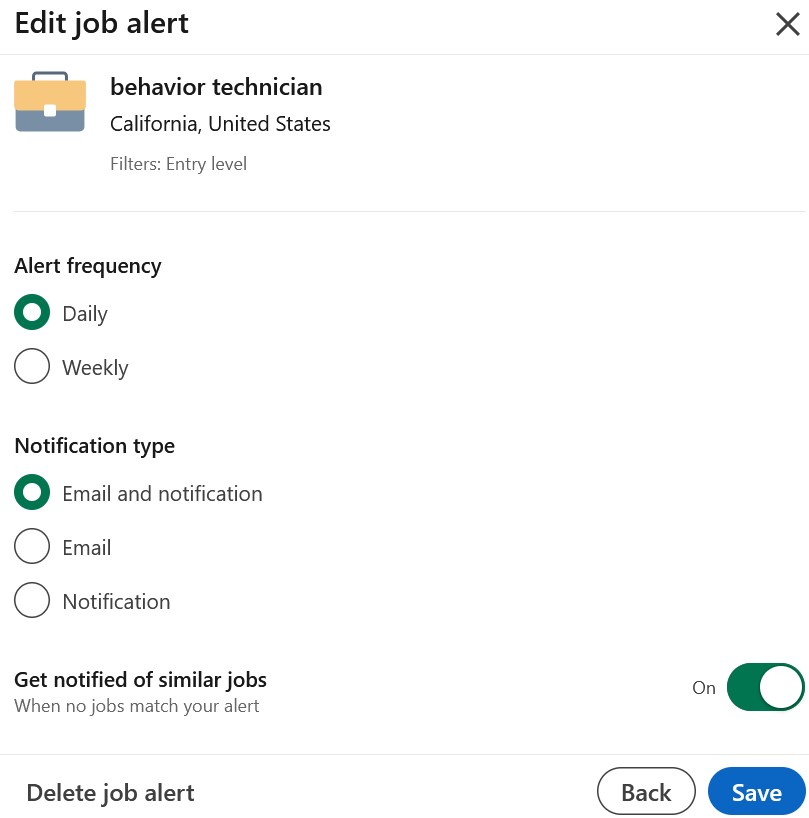 Edit job alert
behavior technician
California, United States
Filters: Entry level
Alert frequency
Daily
Weekly
Notification type
Email and notification
Email
Notification
Get notified of similar jobs
When no jobs match your alert
On
Delete job alert
Back
Save